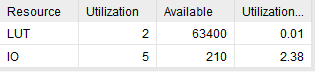 Resource Utilization Available Utilization...
LUT 2 63400 0.01
IO 5 210 2.38